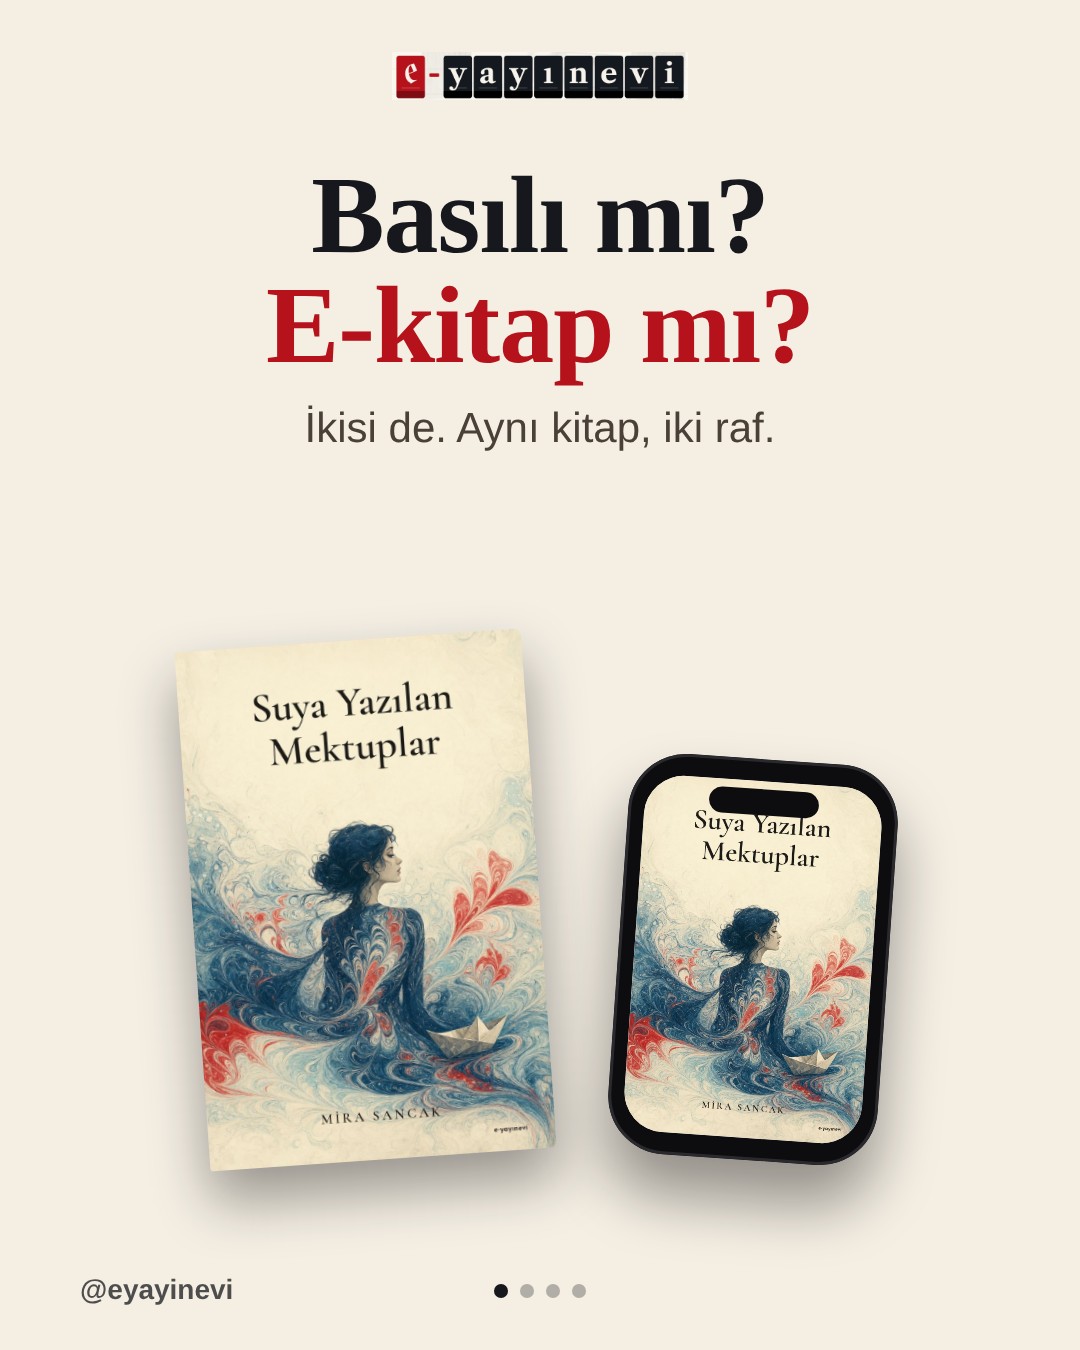 e-yayınevi
Basılı mı?
E-kitap mı?
İkisi de. Aynı kitap, iki raf.
Suya Yazılan
Mektuplar
MİRA SANCAK
e-yayınevi
Suya Yazılan
Mektuplar
MİRA SANCAK
e-yayınevi
@eyayinevi